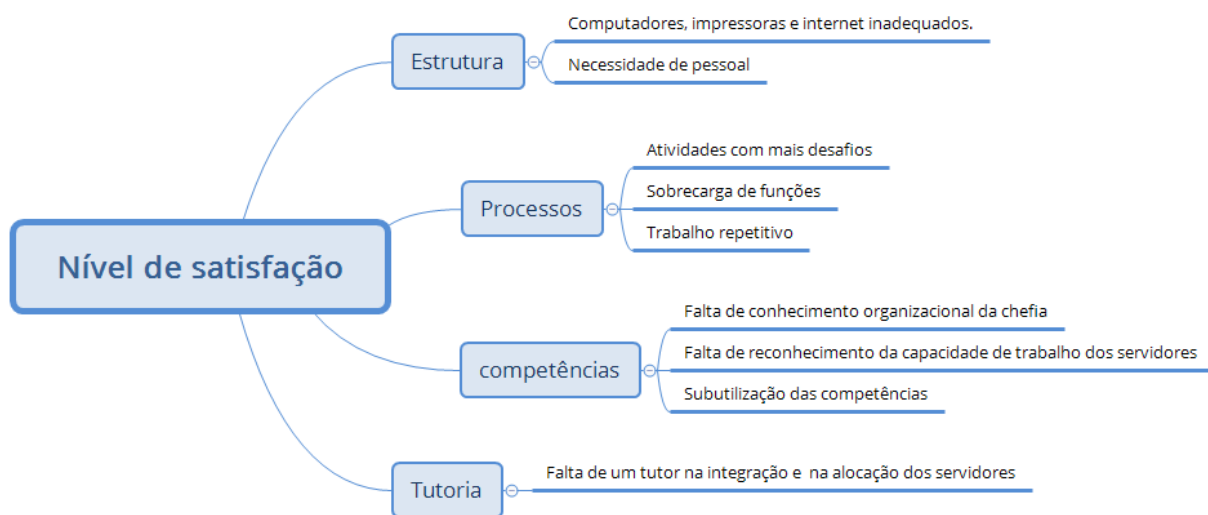 Nível de satisfação
Estrutura
Computadores, impressoras e internet inadequados.
Necessidade de pessoal
Processos
Atividades com mais desafios
Sobrecarga de funções
Trabalho repetitivo
competências
Falta de conhecimento organizacional da chefia
Falta de reconhecimento da capacidade de trabalho dos servidores
Subutilização das competências
Tutoria
Falta de um tutor na integração e na alocação dos servidores